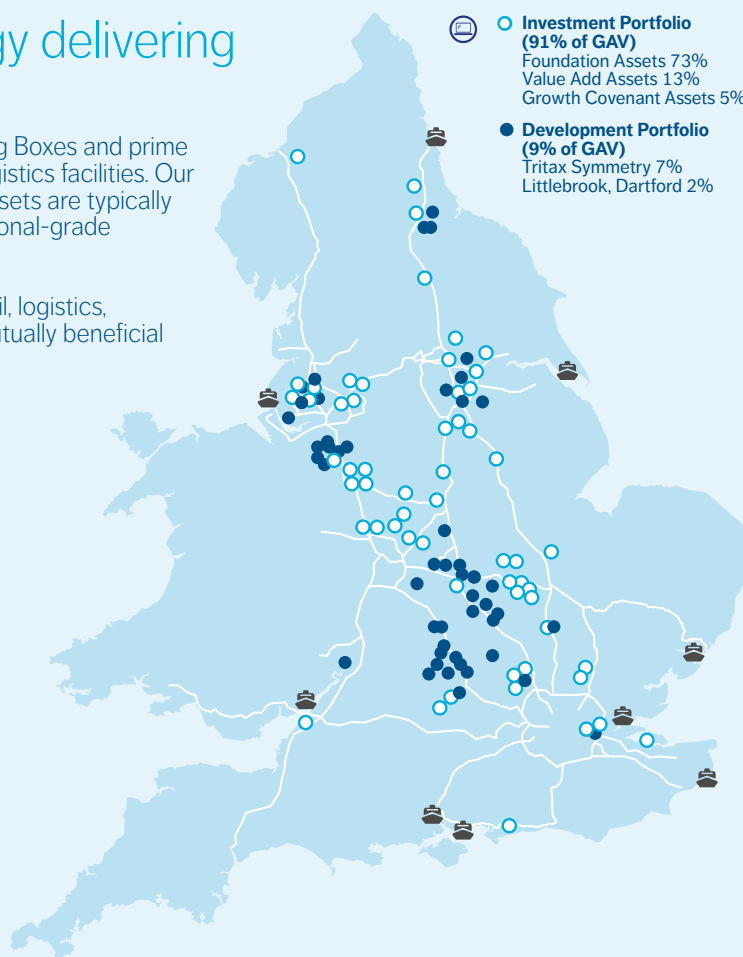 gy delivering
g Boxes and prime
gistics facilities. Our
sets are typically
onal-grade
il, logistics,
utually beneficial
Investment Portfolio
(91% of GAV)
Foundation Assets 73%
Value Add Assets 13%
Growth Covenant Assets 5%
Development Portfolio
(9% of GAV)
Tritax Symmetry 7%
Littlebrook, Dartford 2%